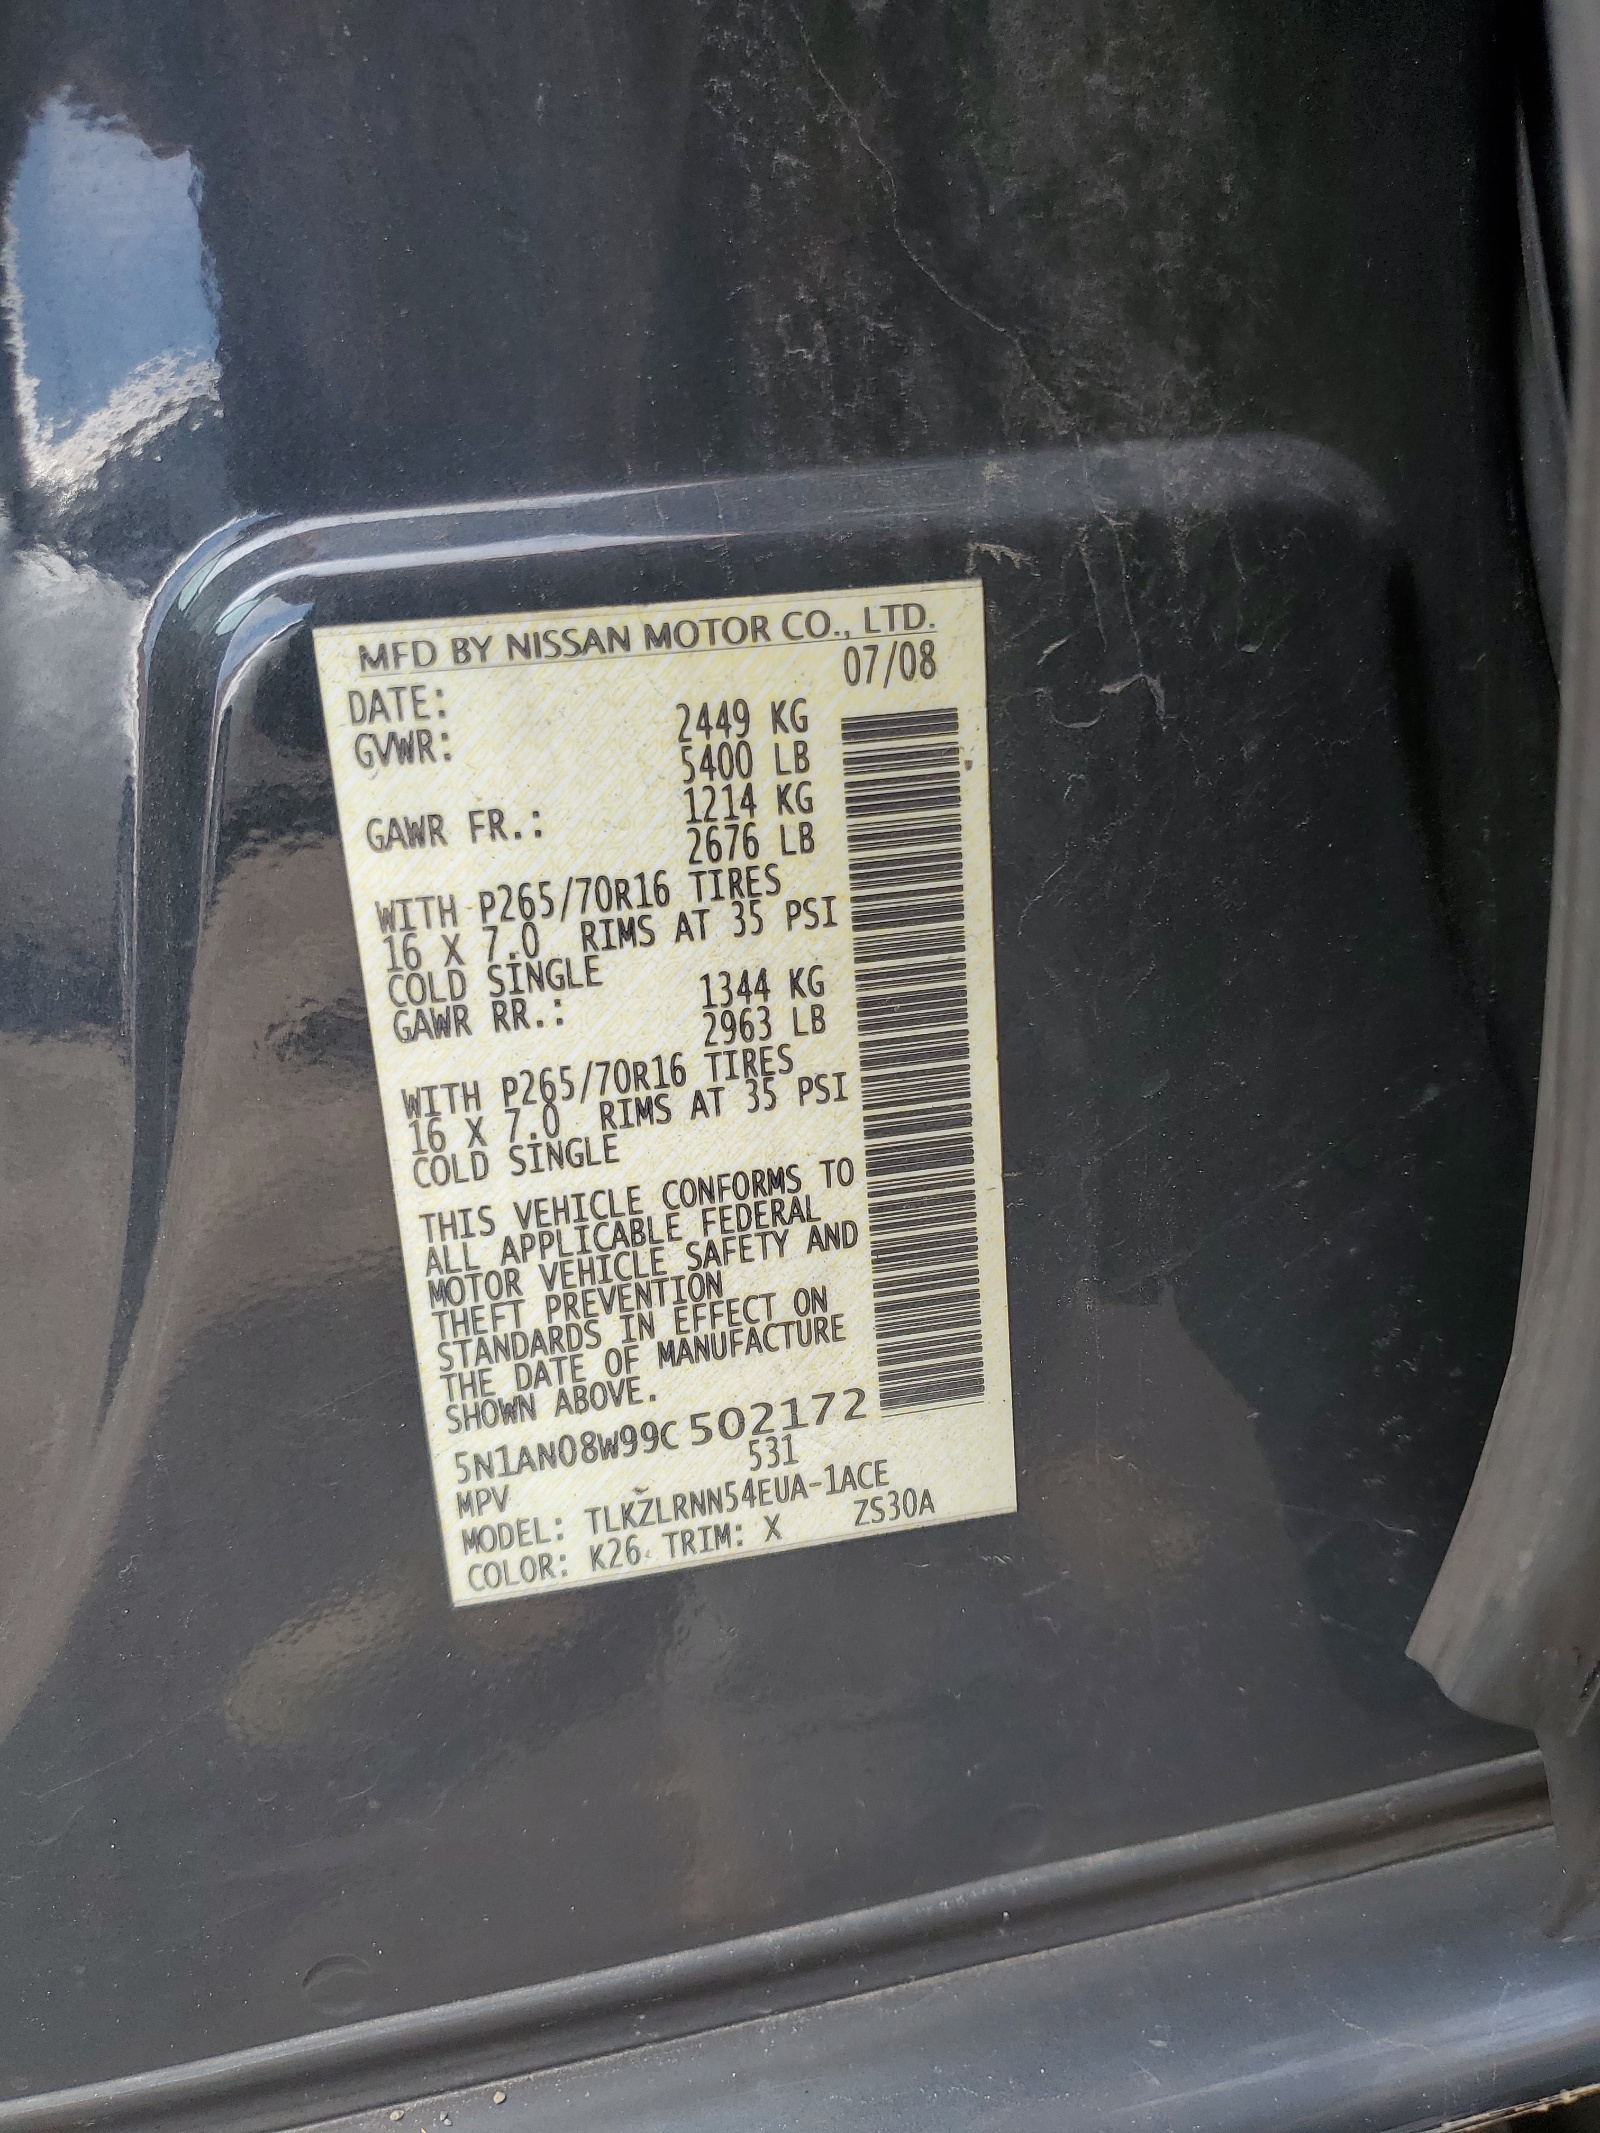 MFD BY NISSAN MOTOR CO., LTD.
DATE: 07/08
GVWR: 2449 KG
5400 LB
GAWR FR.: 1214 KG
2676 LB
WITH P265/70R16 TIRES
16 X 7.0 RIMS AT 35 PSI
COLD SINGLE
GAWR RR.: 1344 KG
2963 LB
WITH P265/70R16 TIRES
16 X 7.0 RIMS AT 35 PSI
COLD SINGLE
THIS VEHICLE CONFORMS TO
ALL APPLICABLE FEDERAL
MOTOR VEHICLE SAFETY AND
THEFT PREVENTION
STANDARDS IN EFFECT ON
THE DATE OF MANUFACTURE
SHOWN ABOVE.
5N1AN08W99C502172
MPV 531
MODEL: TLKZLRNN54EUA-1ACE
COLOR: K26 TRIM: X ZS30A